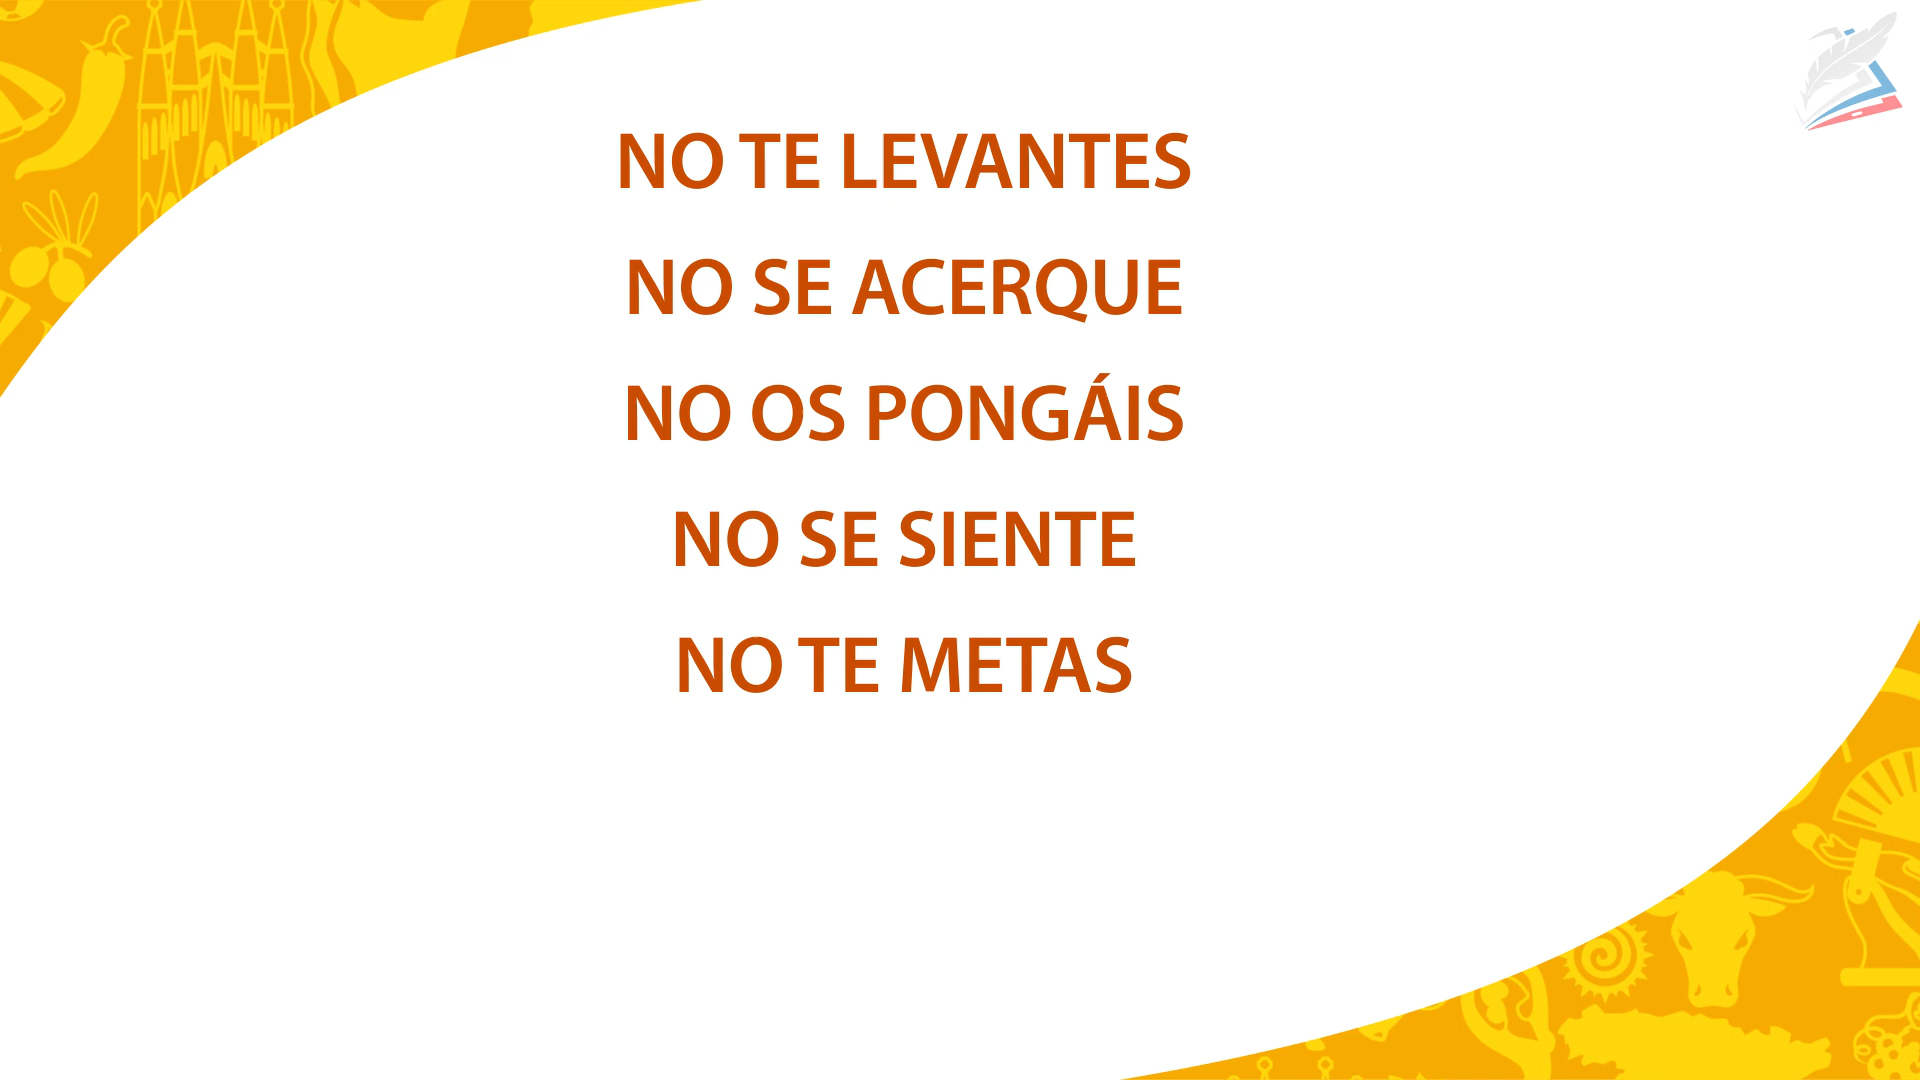 NO TE LEVANTES
NO SE ACERQUE
NO OS PONGÁIS
NO SE SIENTE
NO TE METAS